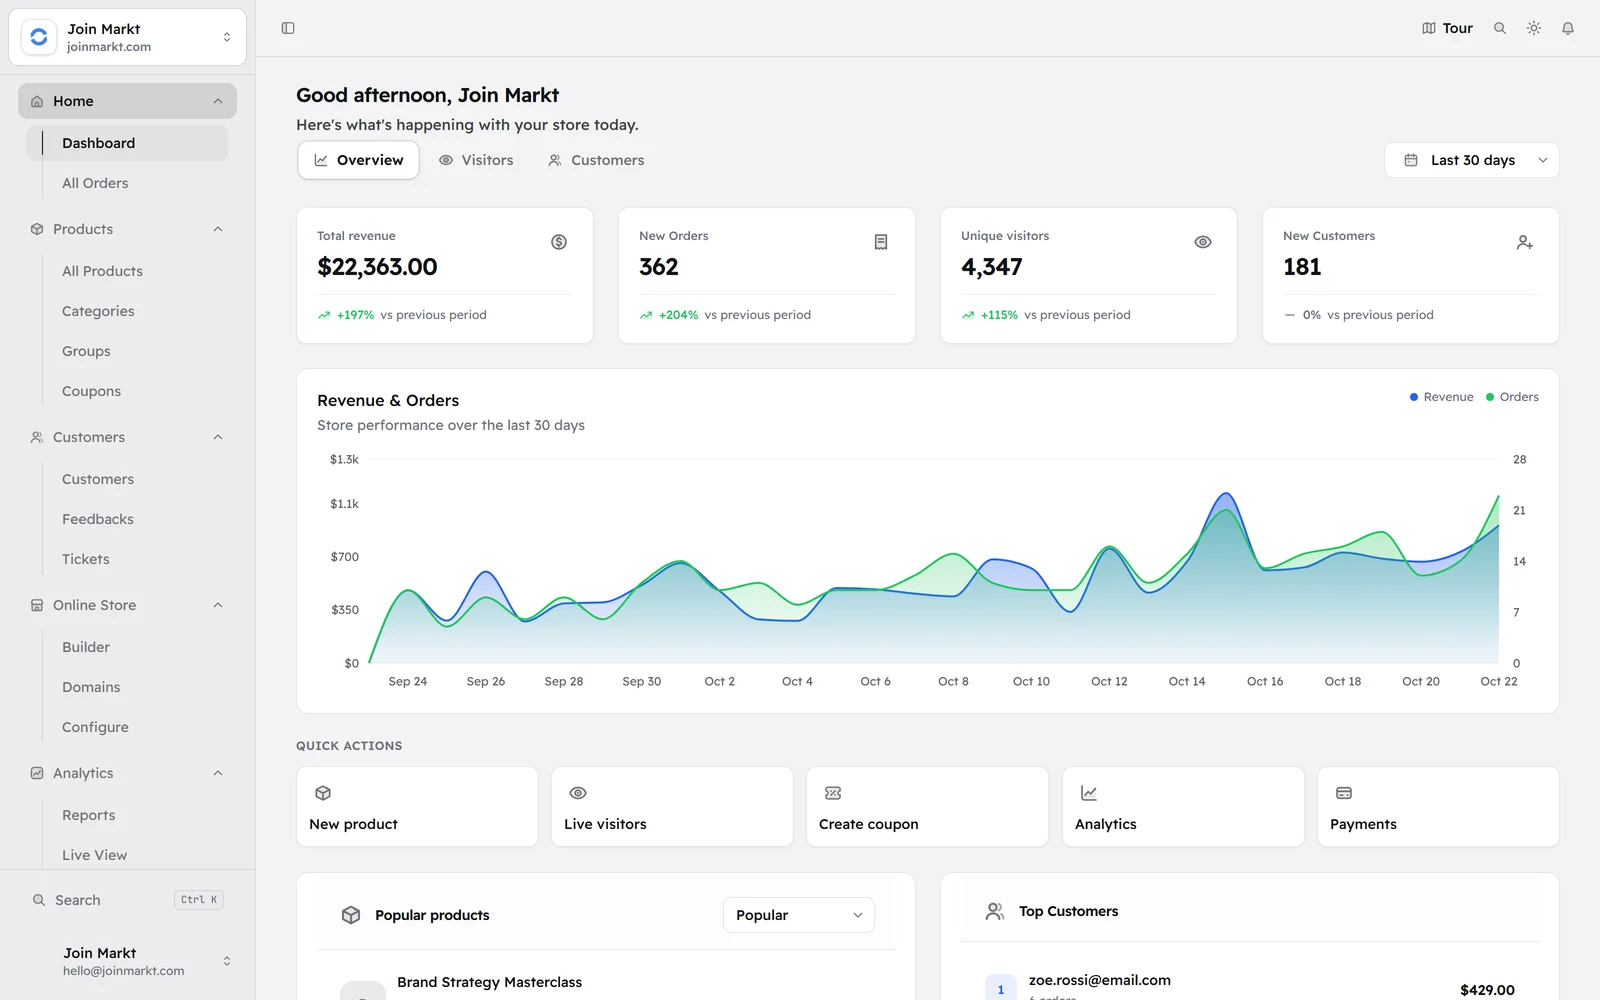 Join Markt
joinmarkt.com
Home
Dashboard
All Orders
Products
All Products
Categories
Groups
Coupons
Customers
Customers
Feedbacks
Tickets
Online Store
Builder
Domains
Configure
Analytics
Reports
Live View
Search Ctrl K
Join Markt
hello@joinmarkt.com
Tour
Good afternoon, Join Markt
Here's what's happening with your store today.
Overview Visitors Customers Last 30 days
Total revenue
$22,363.00
+197% vs previous period
New Orders
362
+204% vs previous period
Unique visitors
4,347
+115% vs previous period
New Customers
181
0% vs previous period
Revenue & Orders
Store performance over the last 30 days
Revenue Orders
$1.3k
$1.1k
$700
$350
$0
28
21
14
7
0
Sep 24 Sep 26 Sep 28 Sep 30 Oct 2 Oct 4 Oct 6 Oct 8 Oct 10 Oct 12 Oct 14 Oct 16 Oct 18 Oct 20 Oct 22
QUICK ACTIONS
New product
Live visitors
Create coupon
Analytics
Payments
Popular products Popular
Brand Strategy Masterclass
Top Customers
1 zoe.rossi@email.com $429.00
6 orders